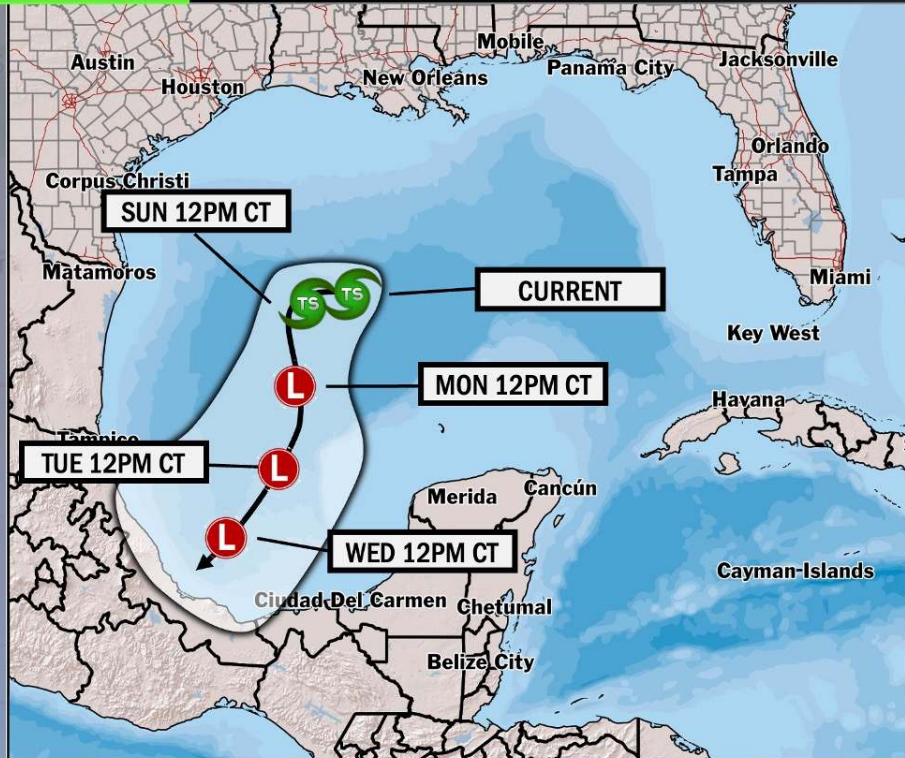 Austin
Houston
Mobile
New Orleans
Panama City
Jacksonville
Orlando
Tampa
Corpus Christi
SUN 12PM CT
Matamoros
TS
TS
CURRENT
Miami
Key West
L
MON 12PM CT
Havana
Tampico
TUE 12PM CT
L
Merida
Cancún
L
WED 12PM CT
Cayman Islands
Ciudad Del Carmen
Chetumal
Belize City